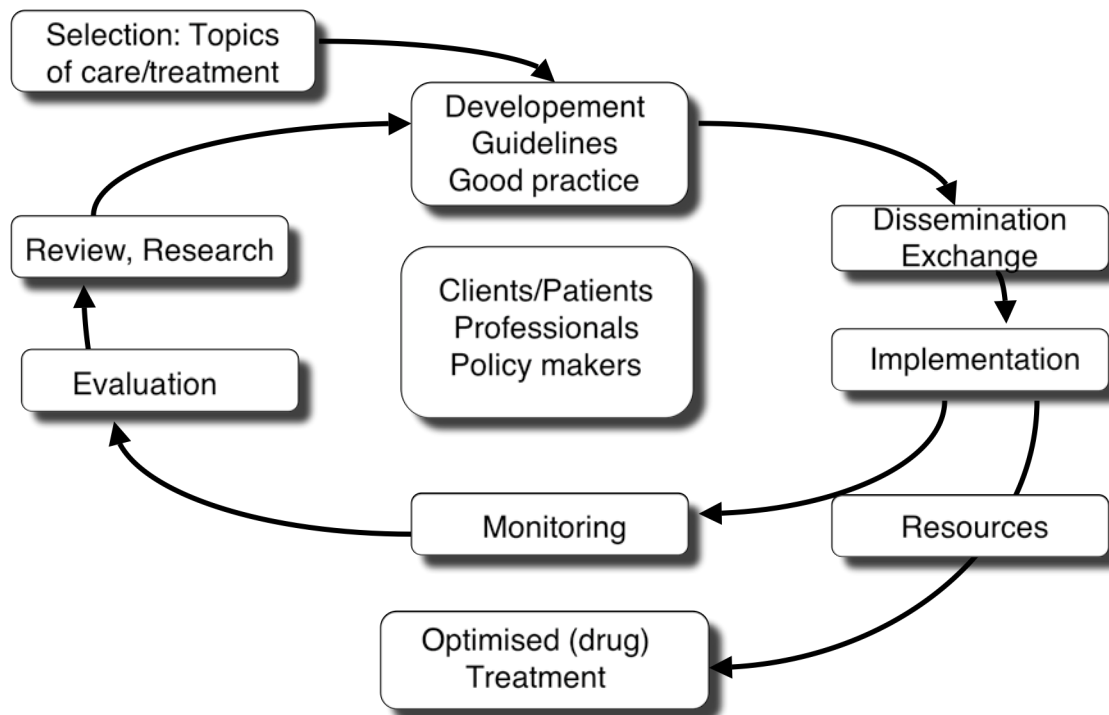 Selection: Topics
of care/treatment
Developement
Guidelines
Good practice
Review, Research
Dissemination
Exchange
Clients/Patients
Professionals
Policy makers
Evaluation
Implementation
Monitoring
Resources
Optimised (drug)
Treatment